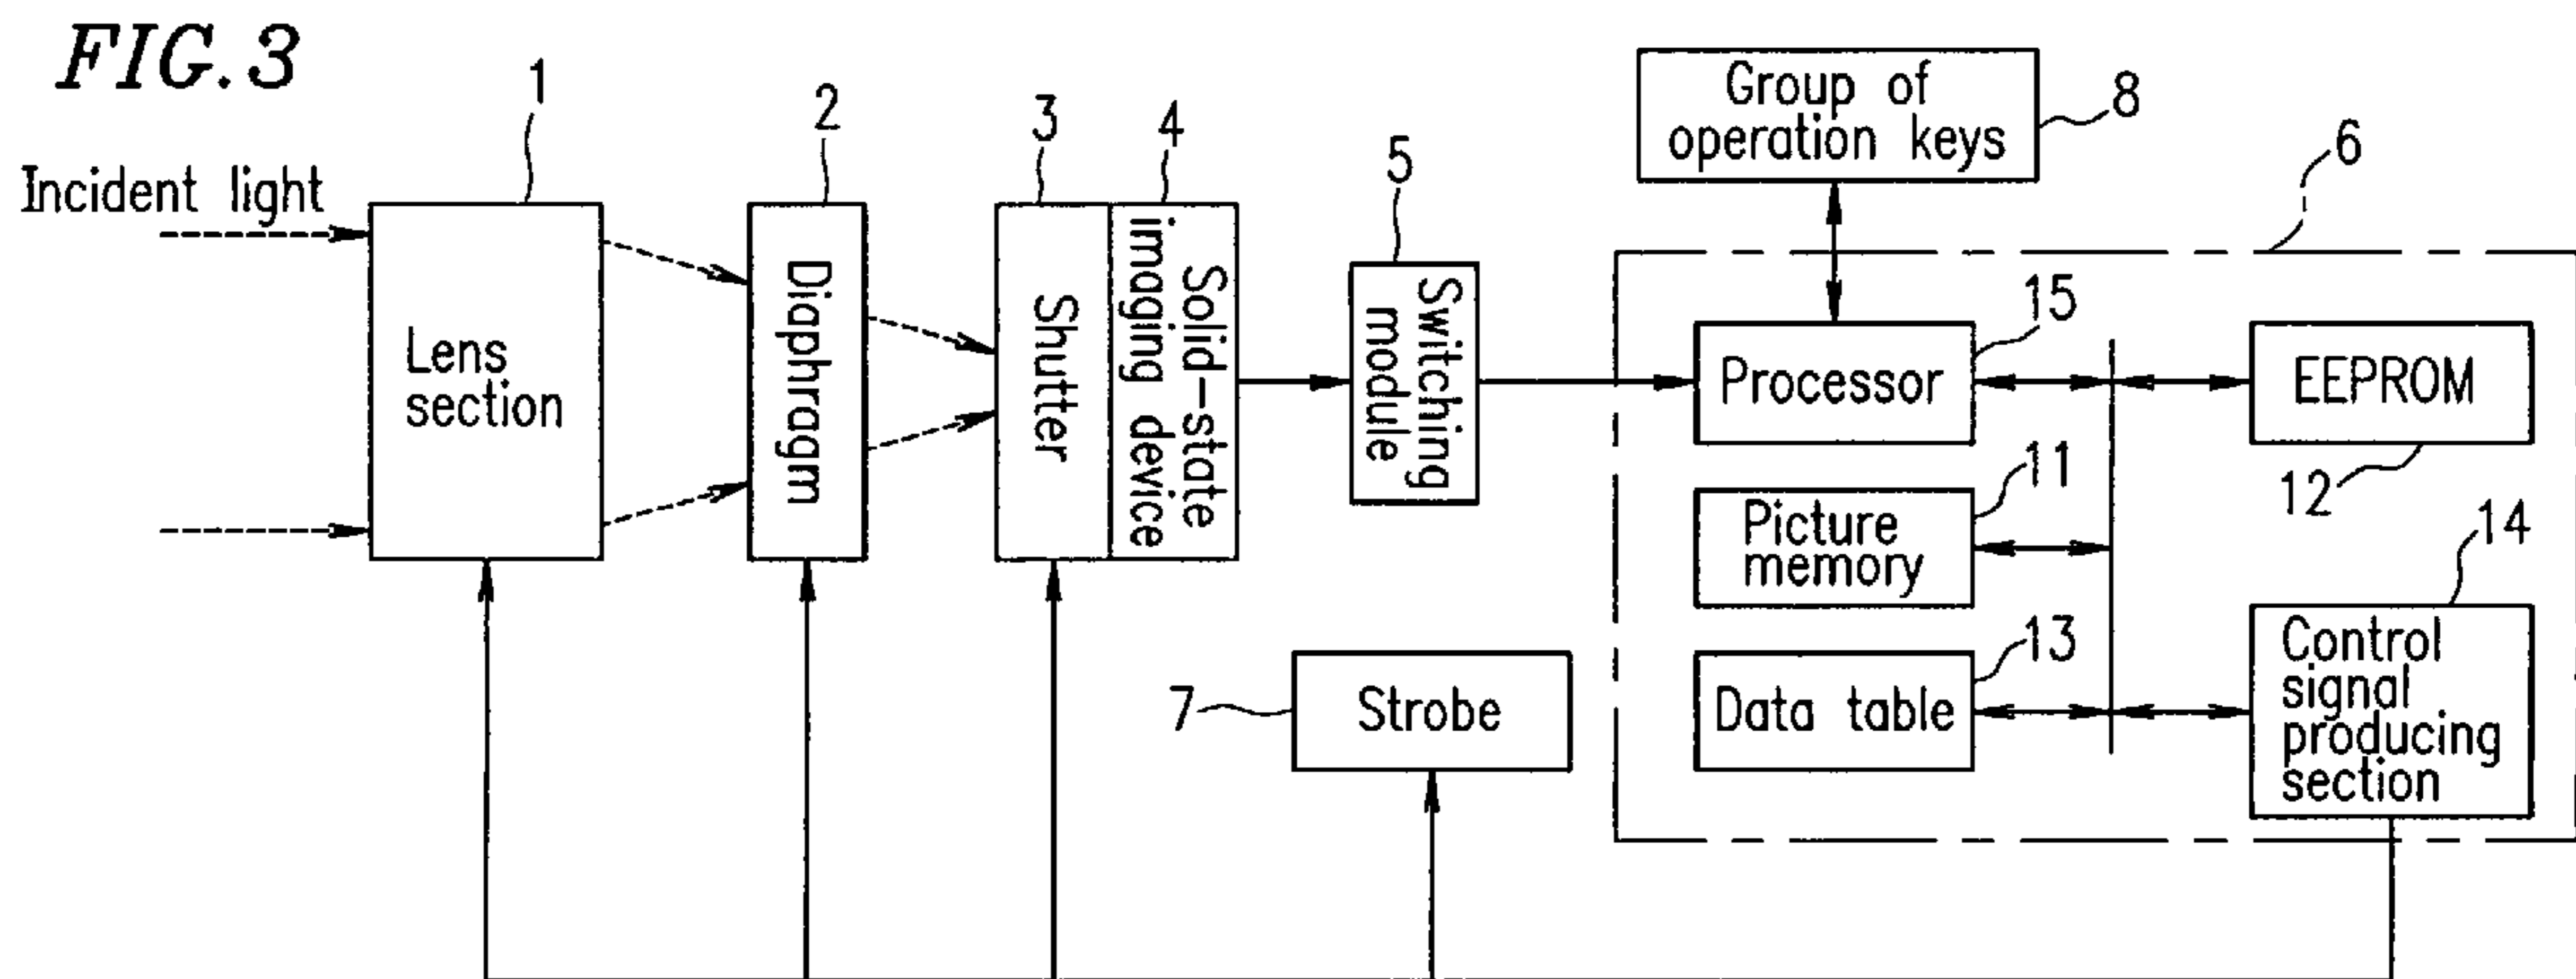 FIG.3
1
2
3
4
5
Group of
operation keys
8
6
Incident light
Lens
section
Diaphragm
Shutter
Solid-state
imaging device
Switching
module
15
Processor
EEPROM
12
11
Picture
memory
14
13
Data table
Control
signal
producing
section
7
Strobe